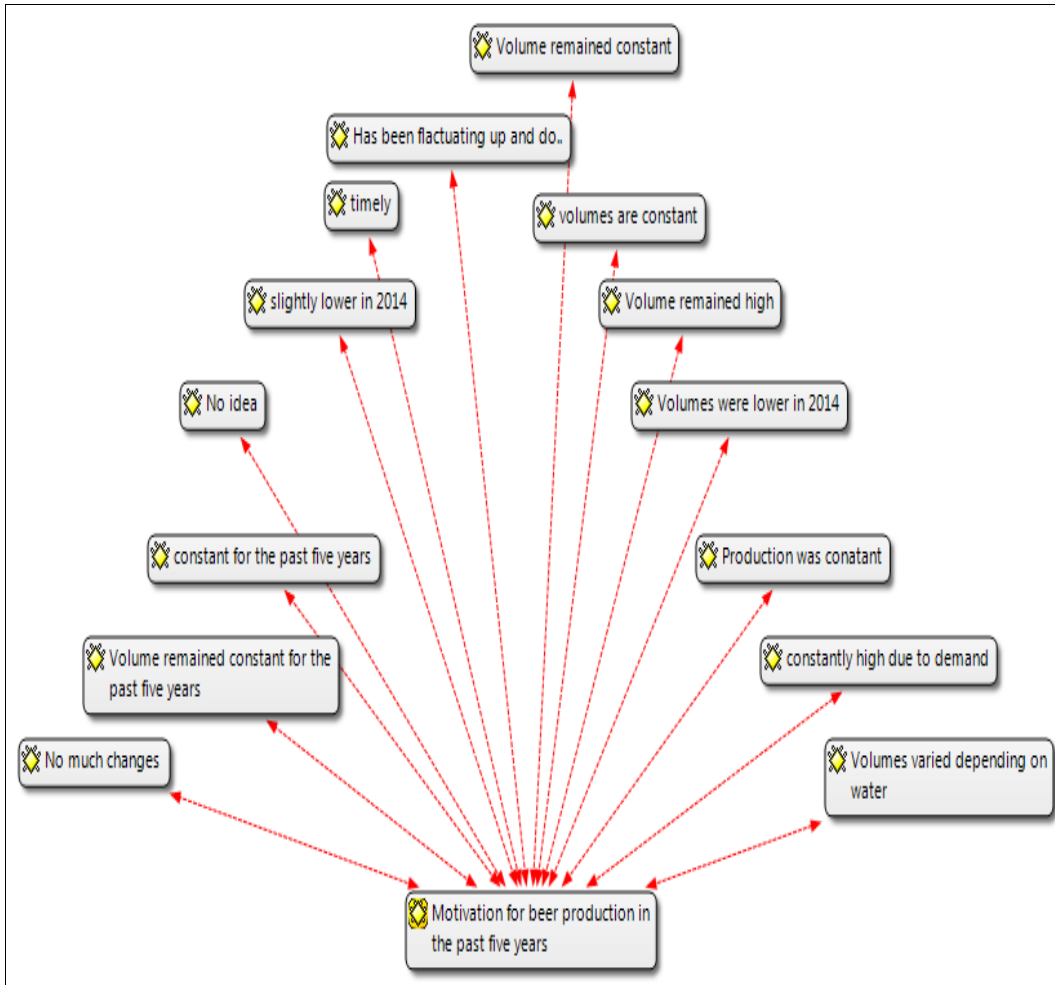 Volume remained constant
Has been flactuating up and do..
timely
volumes are constant
slightly lower in 2014
Volume remained high
No idea
Volumes were lower in 2014
constant for the past five years
Production was conatant
Volume remained constant for the
past five years
constantly high due to demand
No much changes
Volumes varied depending on
water
Motivation for beer production in
the past five years